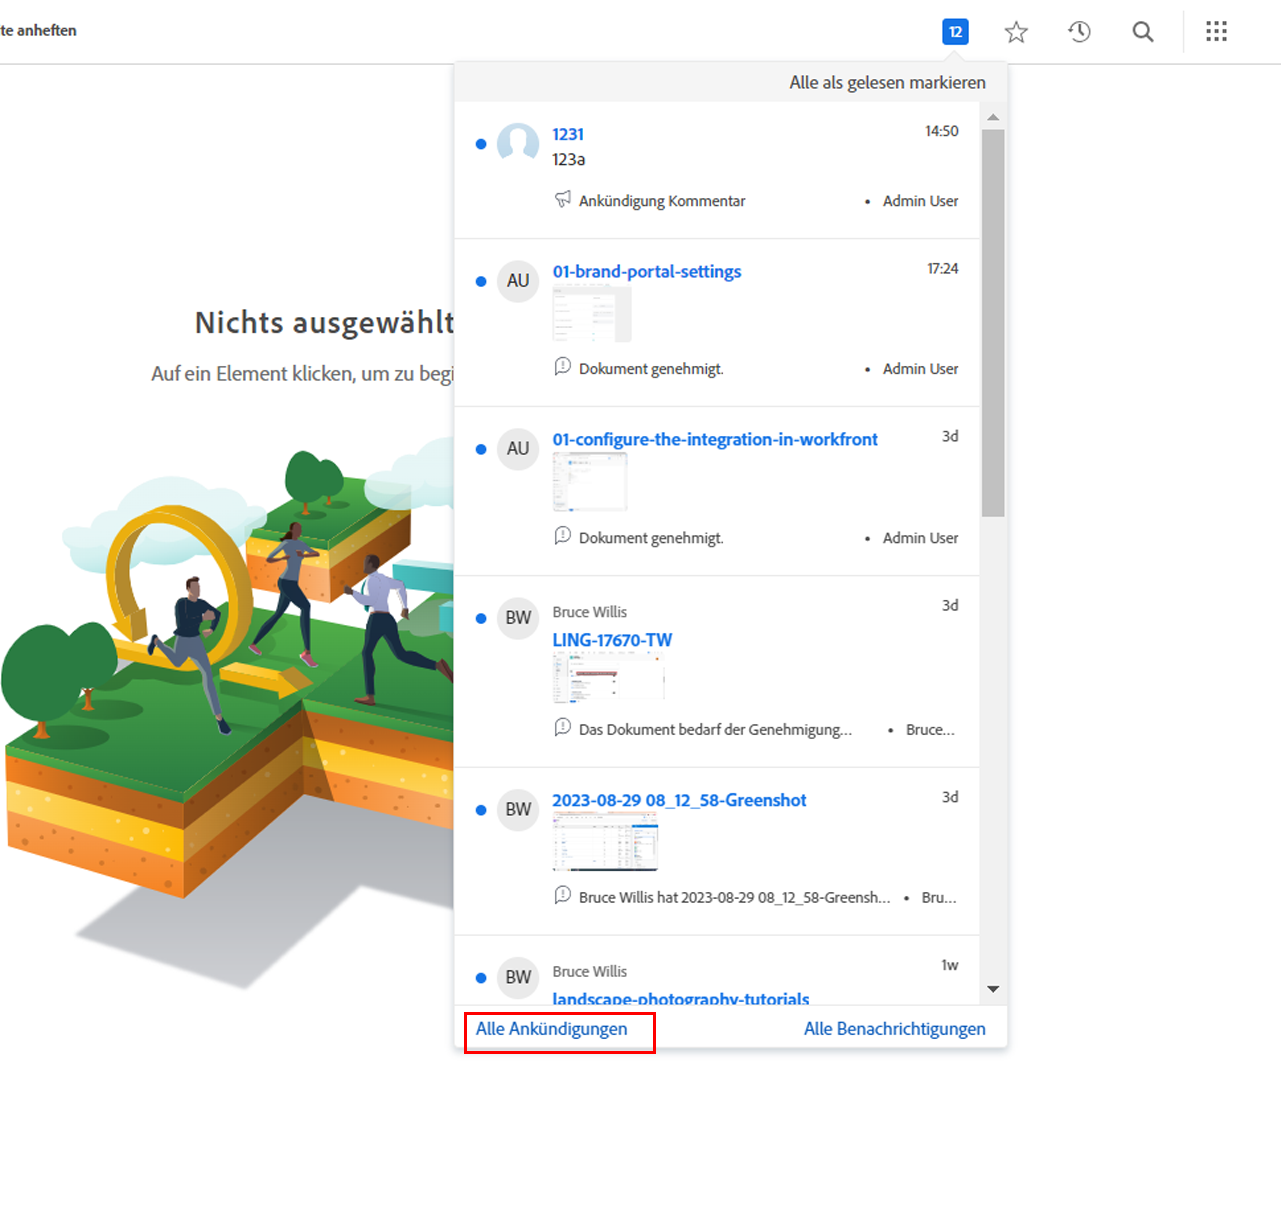 te anheften
12
Alle als gelesen markieren
1231
14:50
123a
Ankündigung Kommentar • Admin User
AU
01-brand-portal-settings
17:24
Dokument genehmigt. • Admin User
AU
01-configure-the-integration-in-workfront
3d
Dokument genehmigt. • Admin User
BW
Bruce Willis
3d
LING-17670-TW
Das Dokument bedarf der Genehmigung... • Bruce...
BW
2023-08-29 08_12_58-Greenshot
3d
Bruce Willis hat 2023-08-29 08_12_58-Greensh... • Bru...
BW
Bruce Willis
1w
landscape-photography-tutorials
Alle Ankündigungen
Alle Benachrichtigungen
Nichts ausgewählt
Auf ein Element klicken, um zu begi